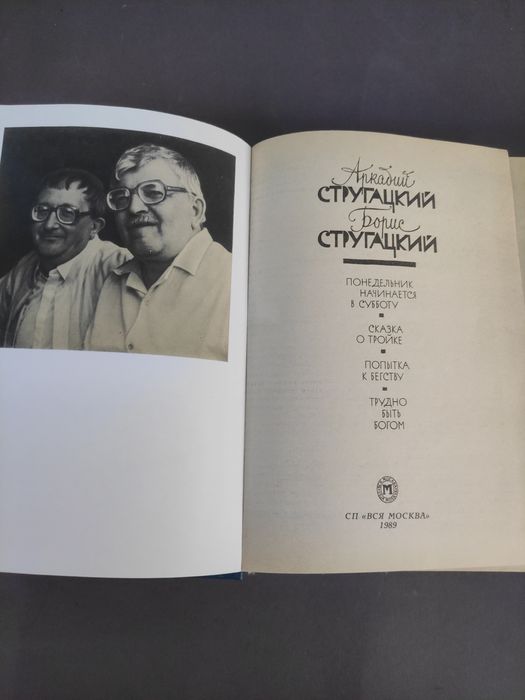 Аркадий
СТРУГАЦКИЙ
Борис
СТРУГАЦКИЙ
ПОНЕДЕЛЬНИК
НАЧИНАЕТСЯ
В СУББОТУ
СКАЗКА
О ТРОЙКЕ
ПОПЫТКА
К БЕГСТВУ
ТРУДНО
БЫТЬ
БОГОМ
М
СП «ВСЯ МОСКВА»
1989